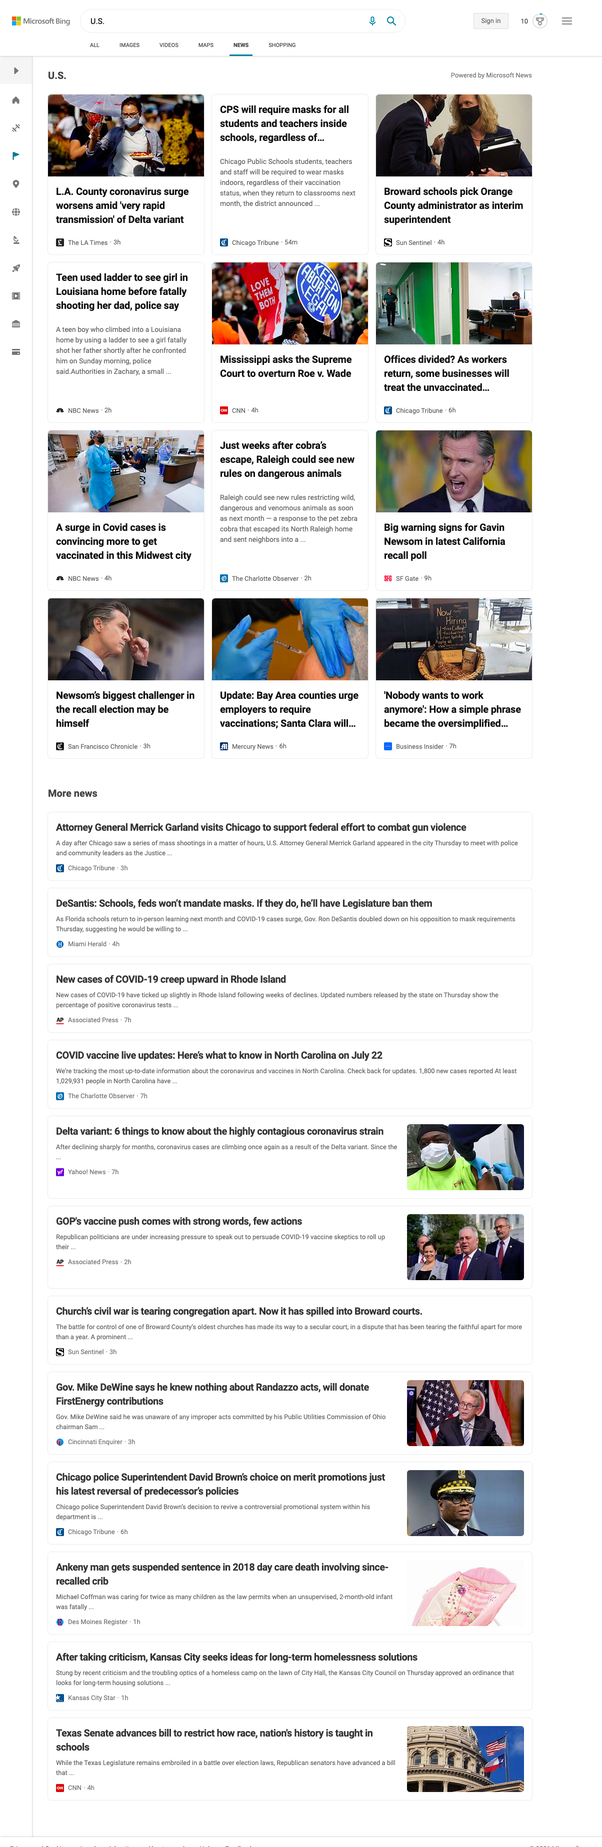 Microsoft Bing
U.S.
Sign in
10
ALL
IMAGES
VIDEOS
MAPS
NEWS
SHOPPING
U.S.
Powered by Microsoft News
L.A. County coronavirus surge
worsens amid 'very rapid
transmission' of Delta variant
The LA Times · 3h
CPS will require masks for all
students and teachers inside
schools, regardless of...
Chicago Public Schools students, teachers
and staff will be required to wear masks
indoors, regardless of their vaccination
status, when they return to classrooms next
month, the district announced ...
Chicago Tribune · 54m
Broward schools pick Orange
County administrator as interim
superintendent
Sun Sentinel · 4h
Teen used ladder to see girl in
Louisiana home before fatally
shooting her dad, police say
A teen boy who climbed into a Louisiana
home by using a ladder to see a girl fatally
shot her father shortly after he confronted
him on Sunday morning, police
said.Authorities in Zachary, a small ...
NBC News · 2h
LOVE
THEM
BOTH
KEEP
ABORTION
LEGAL
Mississippi asks the Supreme
Court to overturn Roe v. Wade
CNN · 4h
Offices divided? As workers
return, some businesses will
treat the unvaccinated...
Chicago Tribune · 6h
A surge in Covid cases is
convincing more to get
vaccinated in this Midwest city
NBC News · 4h
Just weeks after cobra's
escape, Raleigh could see new
rules on dangerous animals
Raleigh could see new rules restricting wild,
dangerous and venomous animals as soon
as next month — a response to the pet zebra
cobra that escaped its North Raleigh home
and sent neighbors into a ...
The Charlotte Observer · 2h
Big warning signs for Gavin
Newsom in latest California
recall poll
SF Gate · 9h
Newsom's biggest challenger in
the recall election may be
himself
San Francisco Chronicle · 3h
Update: Bay Area counties urge
employers to require
vaccinations; Santa Clara will...
Mercury News · 6h
Now
Hiring
'Nobody wants to work
anymore': How a simple phrase
became the oversimplified...
Business Insider · 7h
More news
Attorney General Merrick Garland visits Chicago to support federal effort to combat gun violence
A day after Chicago saw a series of mass shootings in a matter of hours, U.S. Attorney General Merrick Garland appeared in the city Thursday to meet with police
and community leaders as the Justice ...
Chicago Tribune · 3h
DeSantis: Schools, feds won't mandate masks. If they do, he'll have Legislature ban them
As Florida schools return to in-person learning next month and COVID-19 cases surge, Gov. Ron DeSantis doubled down on his opposition to mask requirements
Thursday, suggesting he would be willing to ...
Miami Herald · 4h
New cases of COVID-19 creep upward in Rhode Island
New cases of COVID-19 have ticked up slightly in Rhode Island following weeks of declines. Updated numbers released by the state on Thursday show the
percentage of positive coronavirus tests ...
AP Associated Press · 7h
COVID vaccine live updates: Here's what to know in North Carolina on July 22
We're tracking the most up-to-date information about the coronavirus and vaccines in North Carolina. Check back for updates. 1,800 new cases reported At least
1,029,931 people in North Carolina have ...
The Charlotte Observer · 7h
Delta variant: 6 things to know about the highly contagious coronavirus strain
After declining sharply for months, coronavirus cases are climbing once again as a result of the Delta variant. Since the
...
Yahoo! News · 7h
GOP's vaccine push comes with strong words, few actions
Republican politicians are under increasing pressure to speak out to persuade COVID-19 vaccine skeptics to roll up
their ...
AP Associated Press · 2h
Church's civil war is tearing congregation apart. Now it has spilled into Broward courts.
The battle for control of one of Broward County's oldest churches has made its way to a secular court, in a dispute that has been tearing the faithful apart for more
than a year. A prominent ...
Sun Sentinel · 3h
Gov. Mike DeWine says he knew nothing about Randazzo acts, will donate
FirstEnergy contributions
Gov. Mike DeWine said he was unaware of any improper acts committed by his Public Utilities Commission of Ohio
chairman Sam ...
Cincinnati Enquirer · 3h
Chicago police Superintendent David Brown's choice on merit promotions just
his latest reversal of predecessor's policies
Chicago police Superintendent David Brown's decision to revive a controversial promotional system within his
department is ...
Chicago Tribune · 6h
Ankeny man gets suspended sentence in 2018 day care death involving since-
recalled crib
Michael Coffman was caring for twice as many children as the law permits when an unsupervised, 2-month-old infant
was fatally ...
Des Moines Register · 1h
After taking criticism, Kansas City seeks ideas for long-term homelessness solutions
Stung by recent criticism and the troubling optics of a homeless camp on the lawn of City Hall, the Kansas City Council on Thursday approved an ordinance that
looks for long-term housing solutions ...
Kansas City Star · 1h
Texas Senate advances bill to restrict how race, nation's history is taught in
schools
While the Texas Legislature remains embroiled in a battle over election laws, Republican senators have advanced a bill
that ...
CNN · 4h